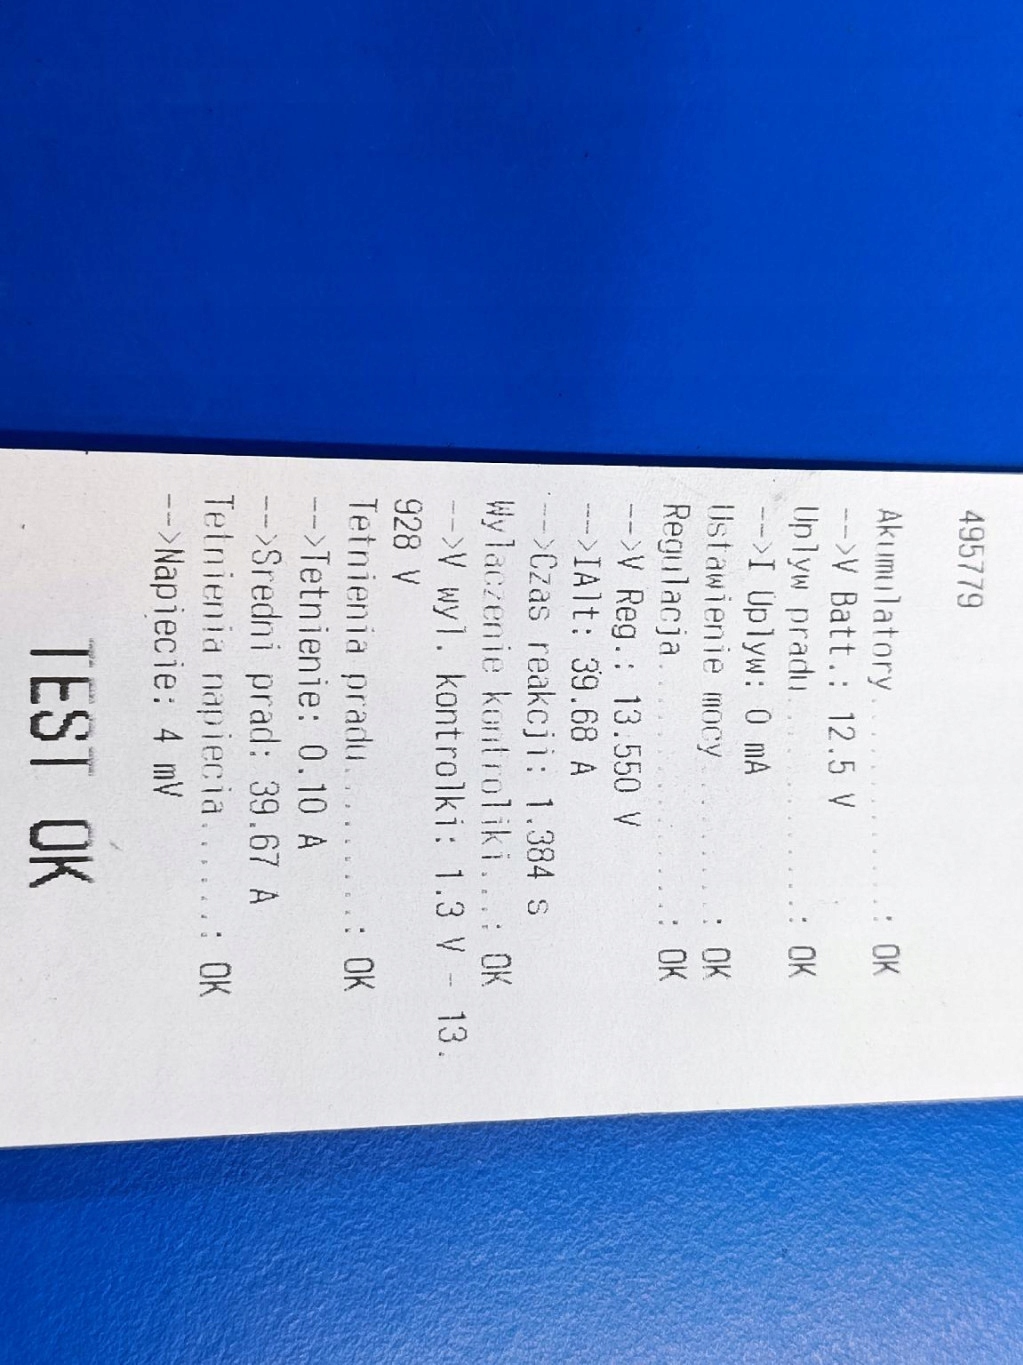 495779
Akumulatory..........: OK
-->V Batt.: 12.5 V
Uplyw pradu..........: OK
-->I Uplyw: 0 mA
Ustawienie mocy......: OK
Regulacja............: OK
-->V Reg.: 13.550 V
-->IAlt: 39.68 A
-->Czas reakcji: 1.384 s
Wylaczenie kontrolki...: OK
-->V wyl. kontrolki: 1.3 V - 13.
928 V
Tetnienia pradu........: OK
-->Tetnienie: 0.10 A
-->Sredni prad: 39.67 A
Tetnienia napiecia.....: OK
-->Napiecie: 4 mV
TEST OK